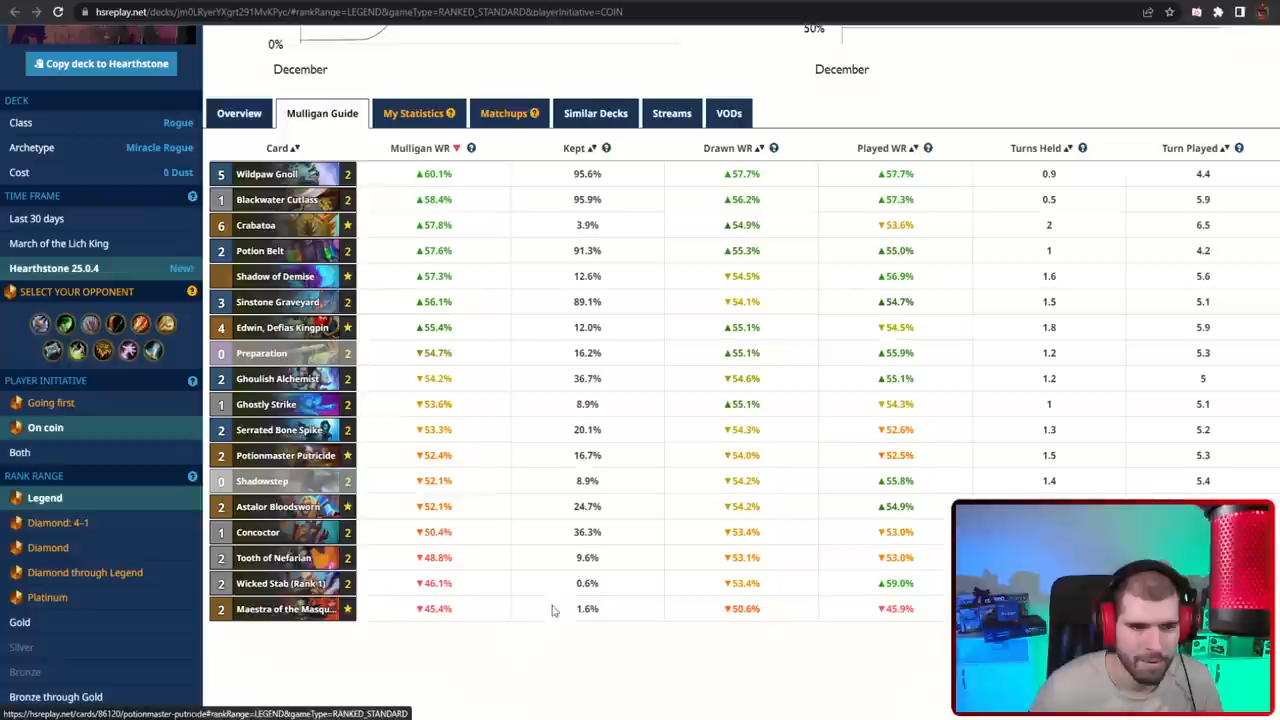 hsreplay.net/decks/jm0LRyerYXgrt291MvKPyc/#rankRange=LEGEND&gameType=RANKED_STANDARD&playerInitiative=COIN
0%
50%
December
December
Copy deck to Hearthstone
DECK
Class Rogue
Archetype Miracle Rogue
Cost 0 Dust
TIME FRAME
Last 30 days
March of the Lich King
Hearthstone 25.0.4 New!
SELECT YOUR OPPONENT
PLAYER INITIATIVE
Going first
On coin
Both
RANK RANGE
Legend
Diamond: 4-1
Diamond
Diamond through Legend
Platinum
Gold
Silver
Bronze
Bronze through Gold
https://hsreplay.net/cards/86120/potionmaster-putricide#rankRange=LEGEND&gameType=RANKED_STANDARD
Overview Mulligan Guide My Statistics Matchups Similar Decks Streams VODs
Card▲▼ Mulligan WR ▼ Kept ▲▼ Drawn WR▲▼ Played WR ▲▼ Turns Held ▲▼ Turn Played▲▼
5 Wildpaw Gnoll 2 ▲60.1% 95.6% ▲57.7% ▲57.7% 0.9 4.4
1 Blackwater Cutlass 2 ▲58.4% 95.9% ▲56.2% ▲57.3% 0.5 5.9
6 Crabatoa ★ ▲57.8% 3.9% ▲54.9% ▼53.6% 2 6.5
2 Potion Belt 2 ▲57.6% 91.3% ▲55.3% ▲55.0% 1 4.2
Shadow of Demise ★ ▲57.3% 12.6% ▼54.5% ▲56.9% 1.6 5.6
3 Sinstone Graveyard 2 ▲56.1% 89.1% ▼54.1% ▲54.7% 1.5 5.1
4 Edwin, Defias Kingpin ★ ▲55.4% 12.0% ▲55.1% ▼54.5% 1.8 5.9
0 Preparation 2 ▼54.7% 16.2% ▲55.1% ▲55.9% 1.2 5.3
2 Ghoulish Alchemist 2 ▼54.2% 36.7% ▼54.6% ▲55.1% 1.2 5
1 Ghostly Strike 2 ▼53.6% 8.9% ▲55.1% ▼54.3% 1 5.1
2 Serrated Bone Spike 2 ▼53.3% 20.1% ▼54.3% ▼52.6% 1.3 5.2
2 Potionmaster Putricide ★ ▼52.4% 16.7% ▼54.0% ▼52.5% 1.5 5.3
0 Shadowstep 2 ▼52.1% 8.9% ▼54.2% ▲55.8% 1.4 5.4
2 Astalor Bloodsworn ★ ▼52.1% 24.7% ▼54.2% ▲54.9%
1 Concoctor 2 ▼50.4% 36.3% ▼53.4% ▼53.0%
2 Tooth of Nefarian 2 ▼48.8% 9.6% ▼53.1% ▼53.0%
2 Wicked Stab (Rank 1) 2 ▼46.1% 0.6% ▼53.4% ▲59.0%
2 Maestra of the Masqu... ★ ▼45.4% 1.6% ▼50.6% ▼45.9%